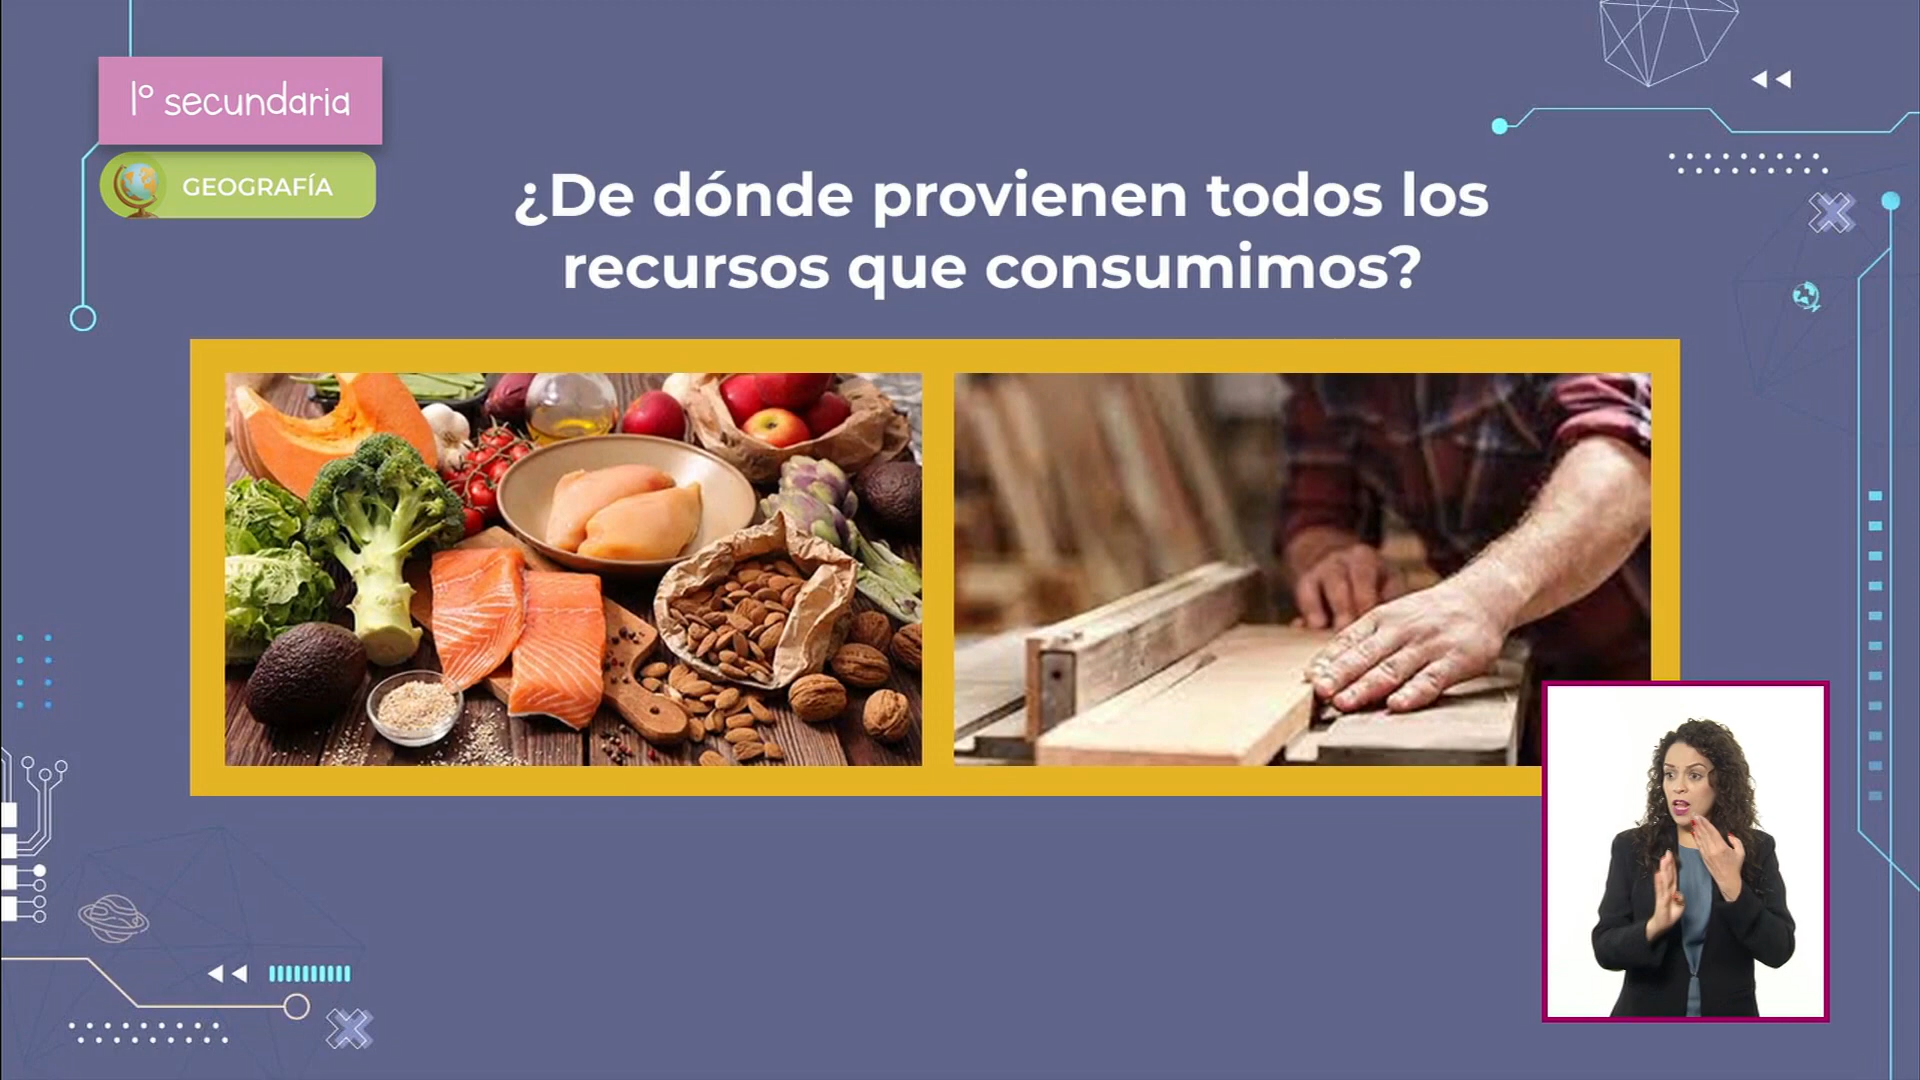 1° secundaria
GEOGRAFÍA
¿De dónde provienen todos los
recursos que consumimos?